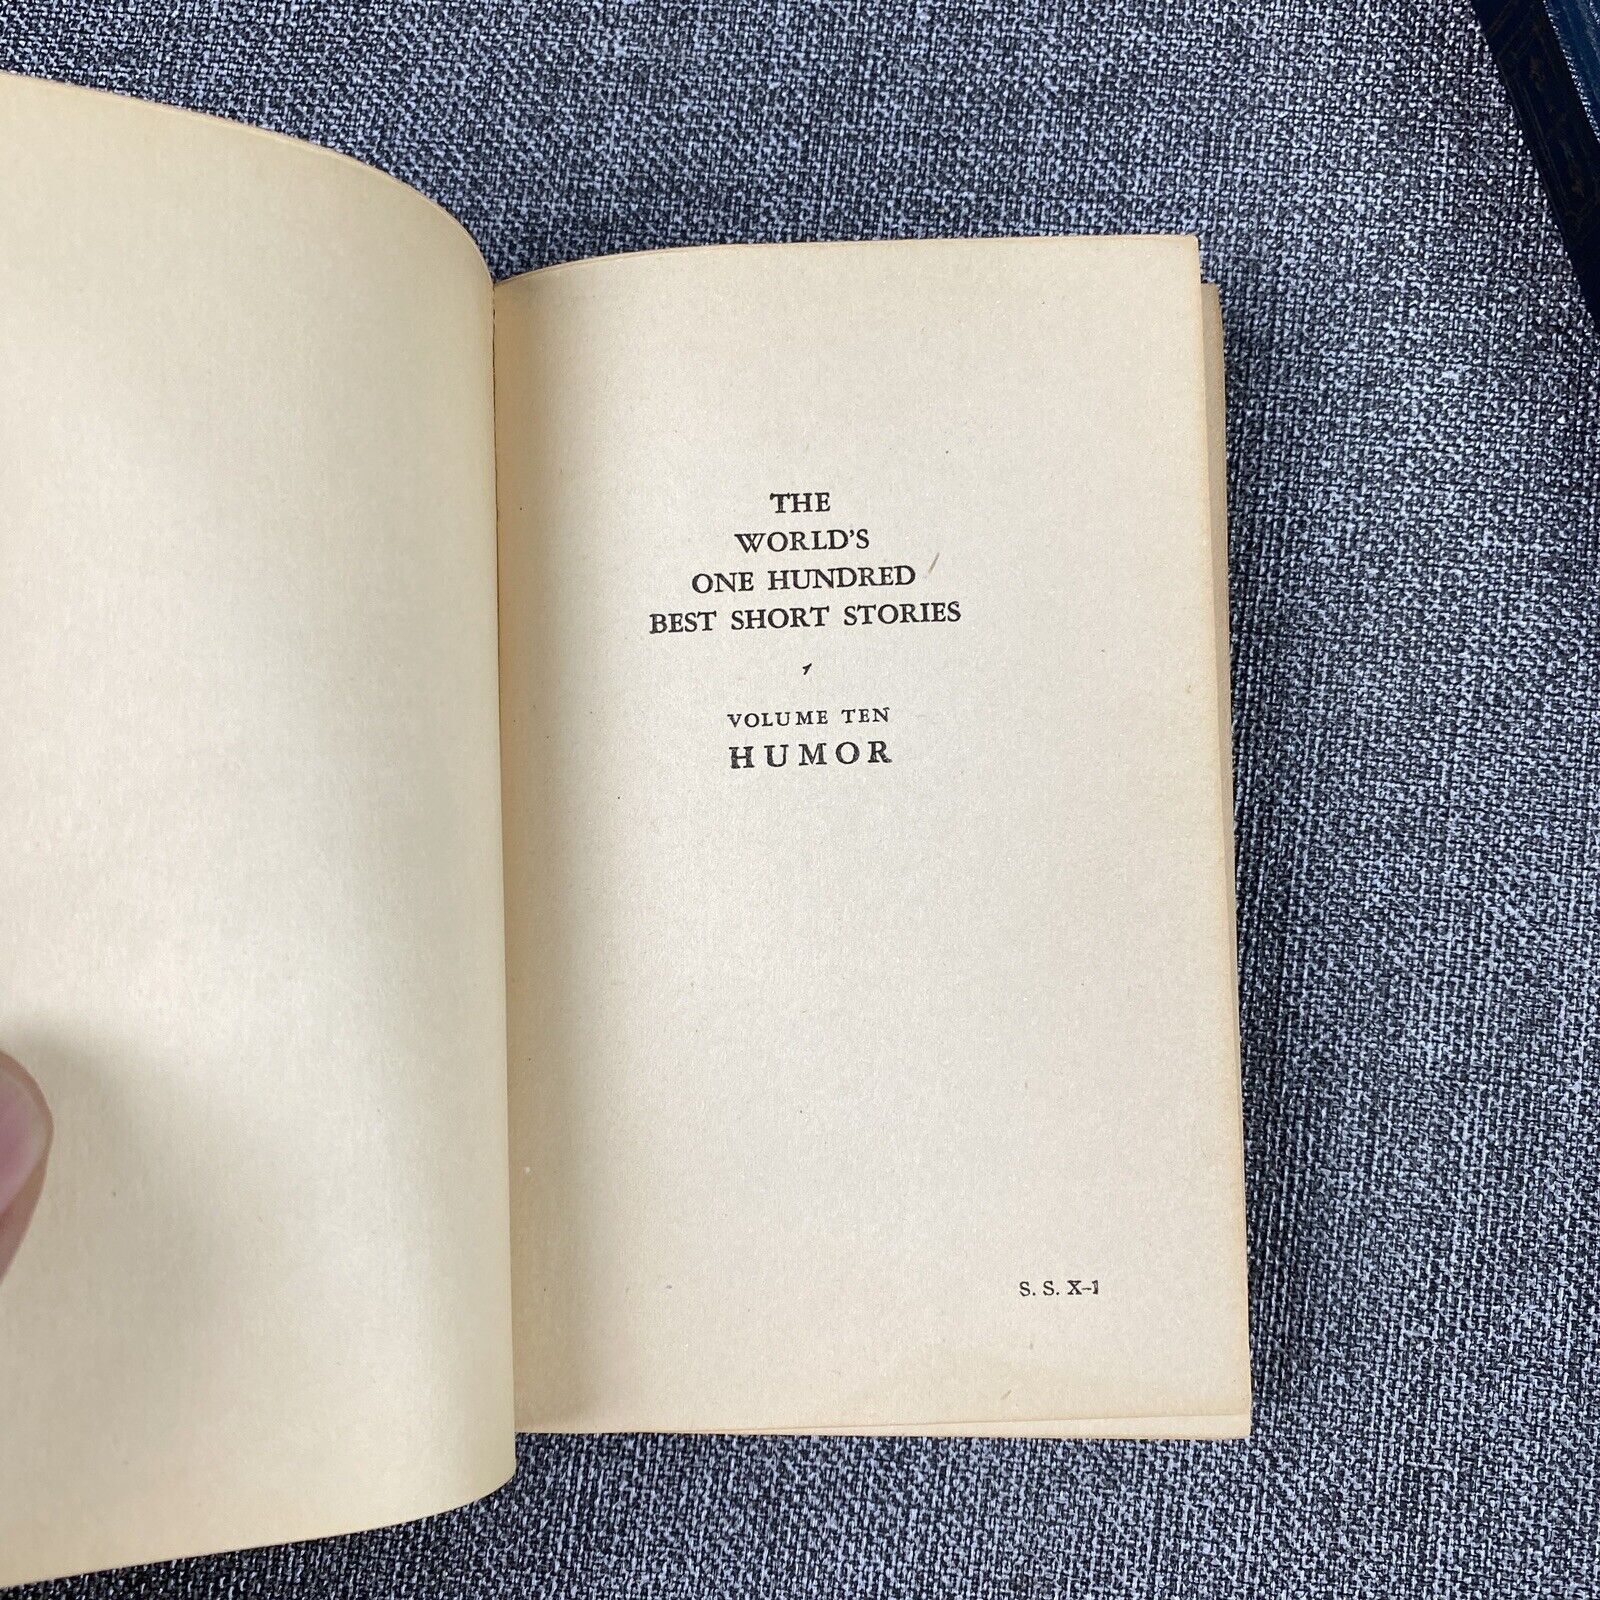 THE
WORLD'S
ONE HUNDRED
BEST SHORT STORIES
VOLUME TEN
HUMOR
S. S. X-1